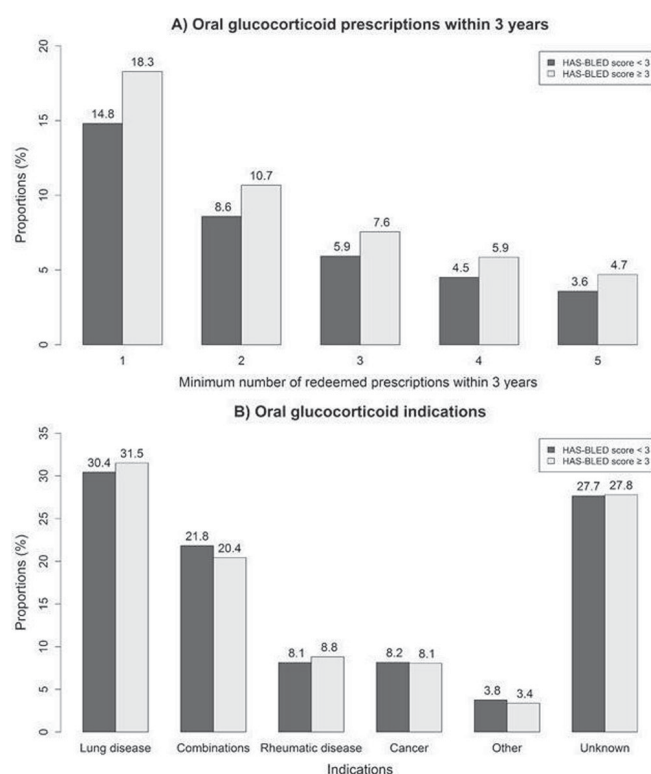 A) Oral glucocorticoid prescriptions within 3 years
HAS-BLED score < 3
HAS-BLED score ≥ 3
Proportions (%)
20
15
10
5
0
14.8
18.3
8.6
10.7
5.9
7.6
4.5
5.9
3.6
4.7
1 2 3 4 5
Minimum number of redeemed prescriptions within 3 years
B) Oral glucocorticoid indications
HAS-BLED score < 3
HAS-BLED score ≥ 3
Proportions (%)
35
30
25
20
15
10
5
0
30.4
31.5
21.8
20.4
8.1
8.8
8.2
8.1
3.8
3.4
27.7
27.8
Lung disease Combinations Rheumatic disease Cancer Other Unknown
Indications